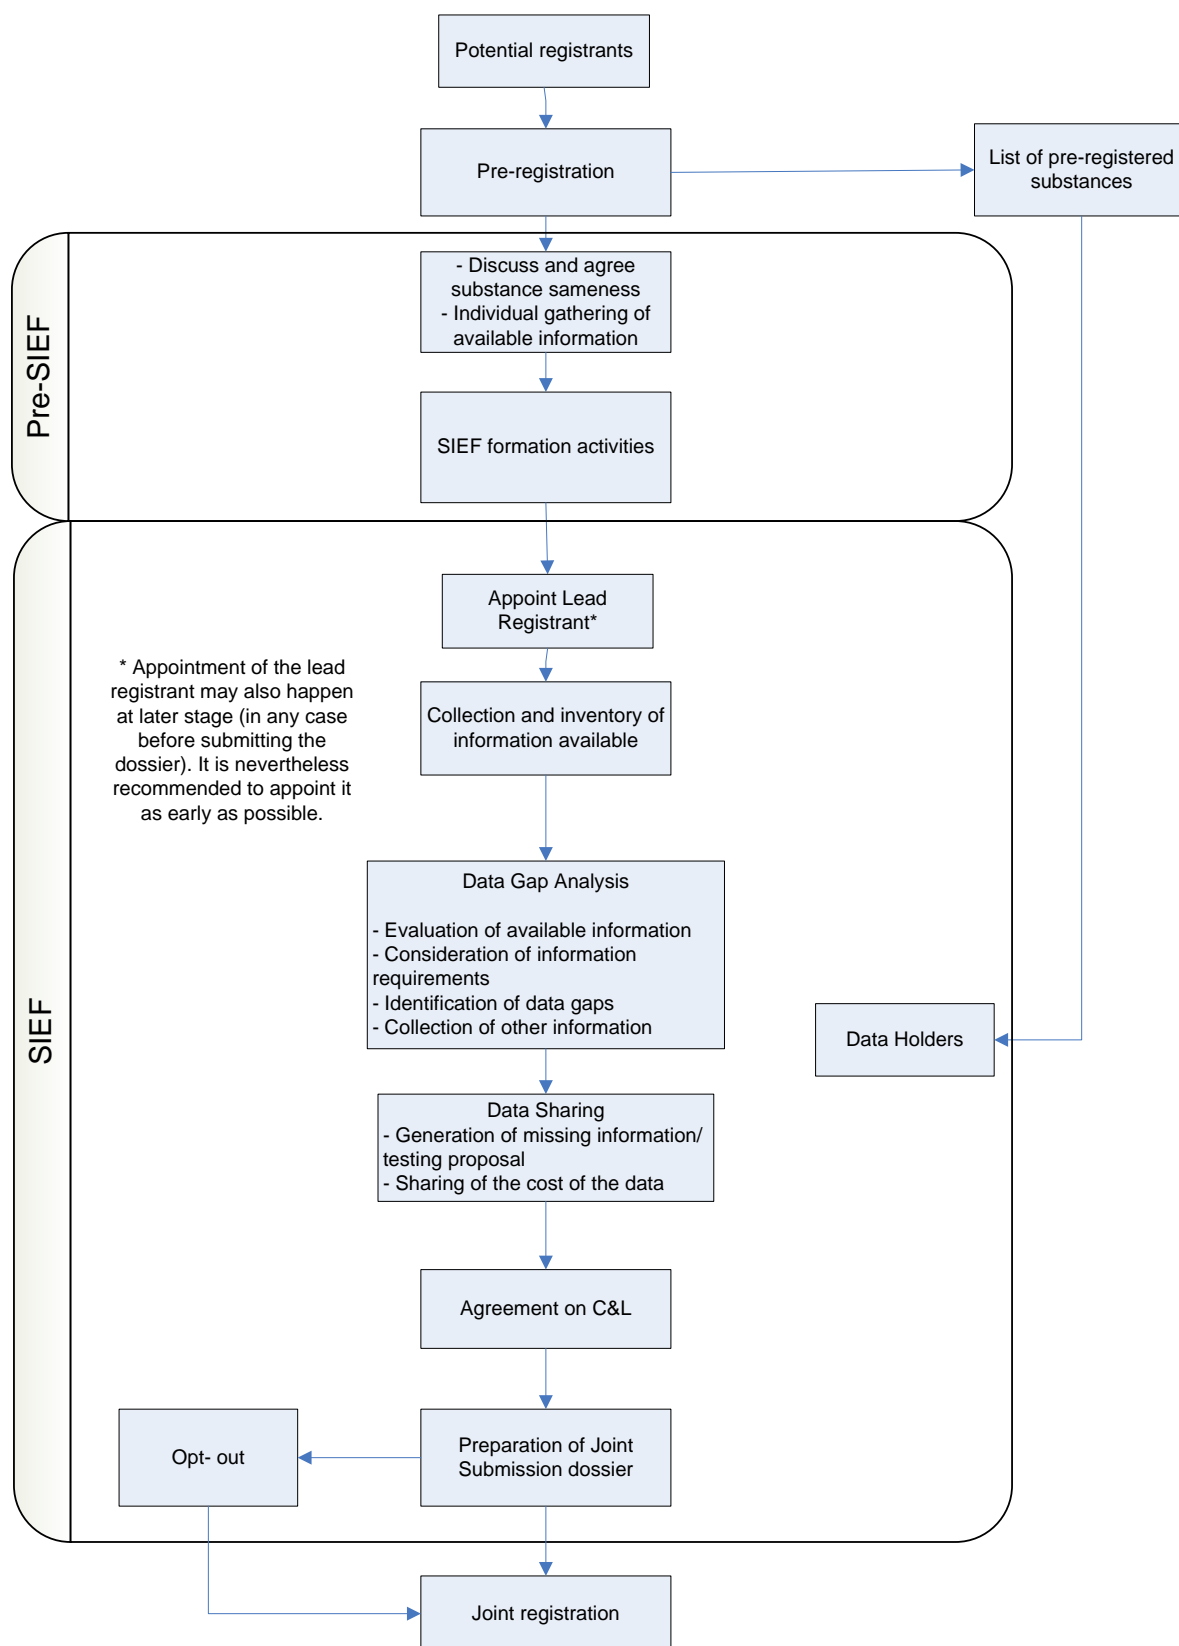 Potential registrants
Pre-registration
List of pre-registered
substances
Pre-SIEF
- Discuss and agree
substance sameness
- Individual gathering of
available information
SIEF formation activities
SIEF
Appoint Lead
Registrant*
* Appointment of the lead
registrant may also happen
at later stage (in any case
before submitting the
dossier). It is nevertheless
recommended to appoint it
as early as possible.
Collection and inventory of
information available
Data Gap Analysis
- Evaluation of available information
- Consideration of information
requirements
- Identification of data gaps
- Collection of other information
Data Holders
Data Sharing
- Generation of missing information/
testing proposal
- Sharing of the cost of the data
Agreement on C&L
Opt- out
Preparation of Joint
Submission dossier
Joint registration